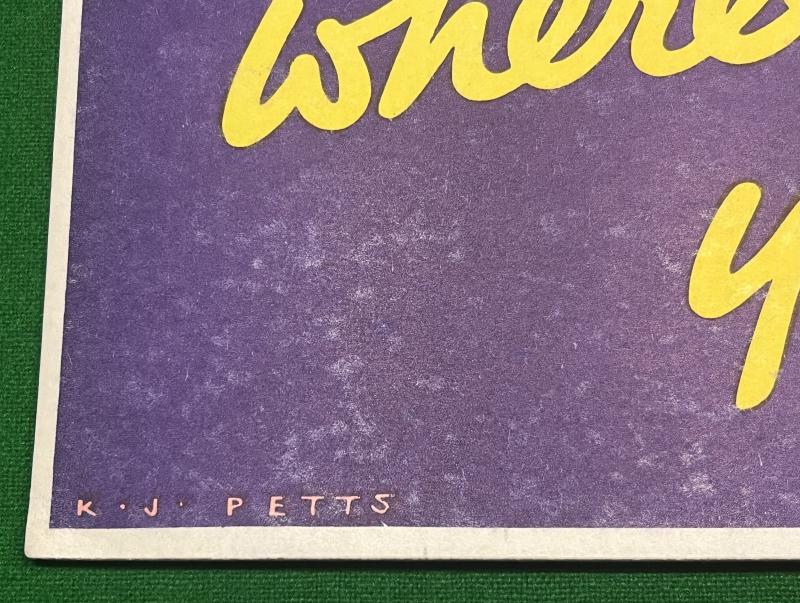 where
y
K · J · PETTS